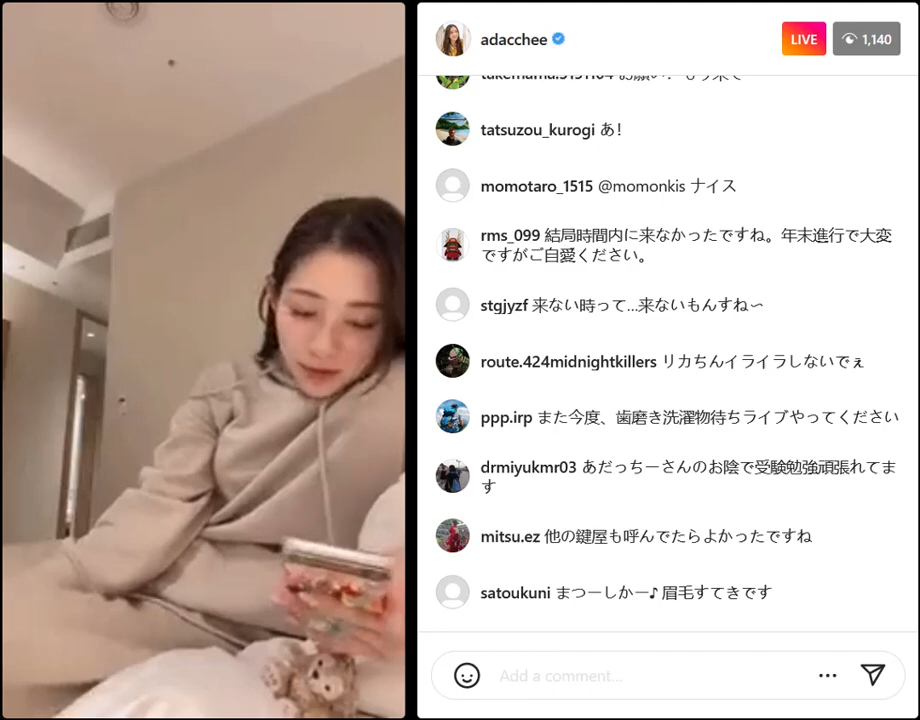 adacchee
LIVE
1,140
tatsuzou_kurogi あ!
momotaro_1515 @momonkis ナイス
rms_099 結局時間内に来なかったですね。年末進行で大変
ですがご自愛ください。
stgjyzf 来ない時って...来ないもんすね〜
route.424midnightkillers リカちんイライラしないでぇ
ppp.irp また今度、歯磨き洗濯物待ちライブやってください
drmiyukmr03 あだっちーさんのお陰で受験勉強頑張れてま
す
mitsu.ez 他の鍵屋も呼んでたらよかったですね
satoukuni まつーしかー♪ 眉毛すてきです
Add a comment...